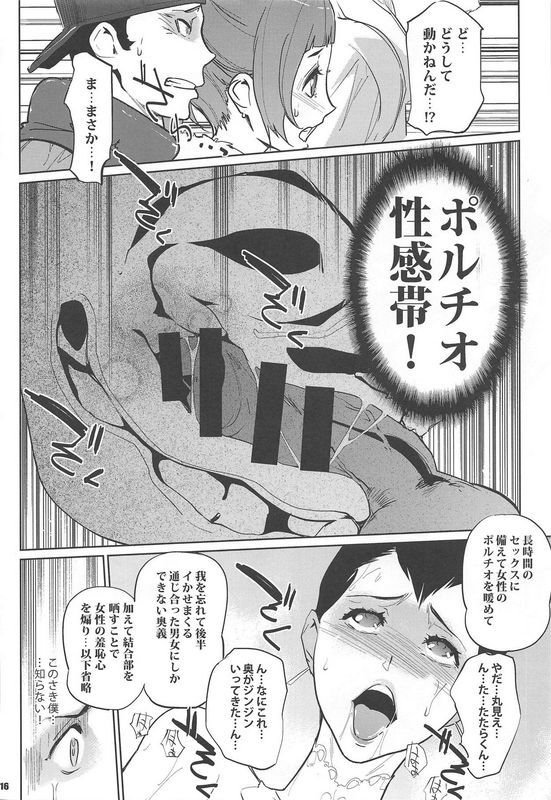 ど…
どうして
動かねんだ…!?
ま…まさか…!
ポルチオ
性感帯!
長時間の
セックスに
備えて女性の
ポルチオを暖めて
やだ…丸見え…
ん…た…たたらくん…
ん…なにこれ…
奥がジンジン
いってきた…ん…
我を忘れて後半
イかせまくる
通じ合った男女にしか
できない奥義
加えて結合部を
晒すことで
女性の羞恥心
を煽り…以下省略
このさき僕…
…知らない!
16